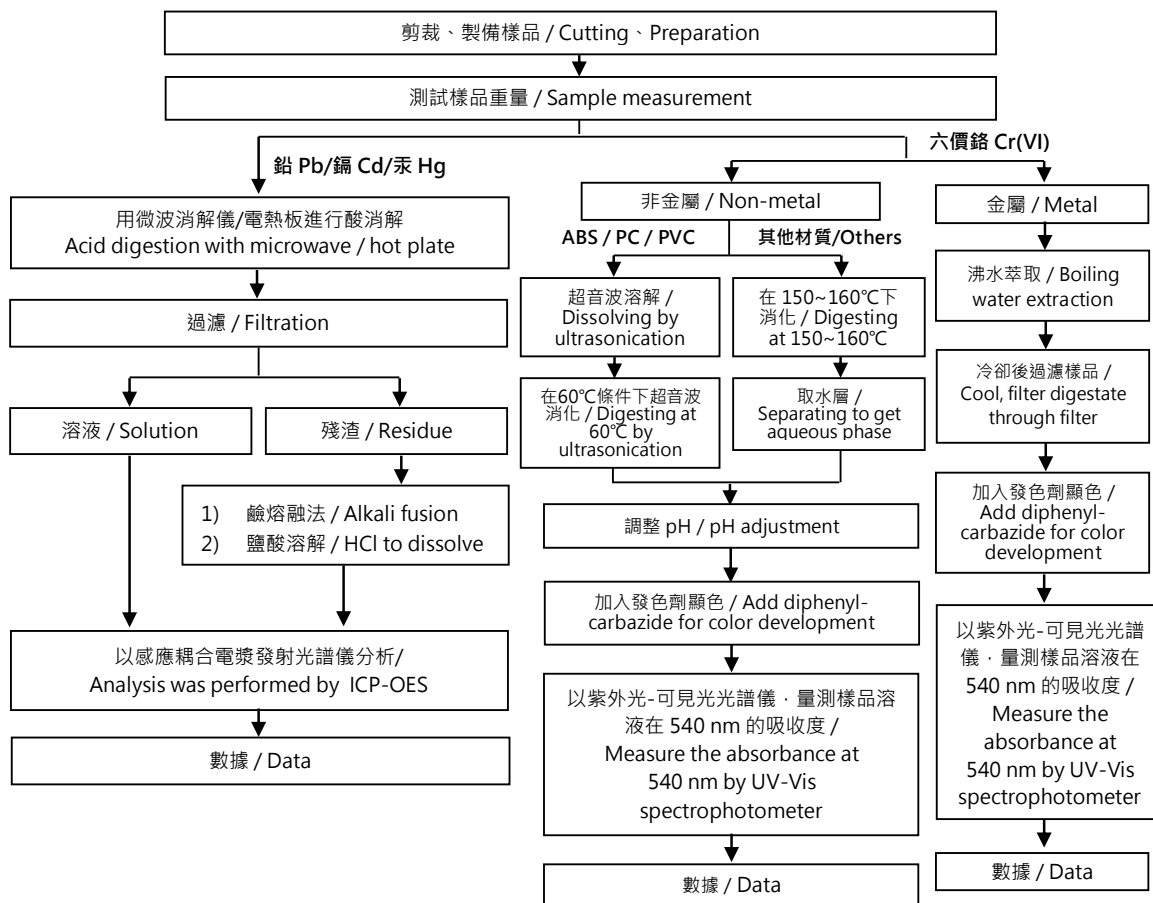 剪裁、製備樣品 / Cutting、Preparation
測試樣品重量 / Sample measurement
鉛 Pb/鎘 Cd/汞 Hg
用微波消解儀/電熱板進行酸消解
Acid digestion with microwave / hot plate
過濾 / Filtration
溶液 / Solution
殘渣 / Residue
1) 鹼熔融法 / Alkali fusion
2) 鹽酸溶解 / HCl to dissolve
以感應耦合電漿發射光譜儀分析/
Analysis was performed by ICP-OES
數據 / Data
六價鉻 Cr(VI)
非金屬 / Non-metal
ABS / PC / PVC
超音波溶解 /
Dissolving by
ultrasonication
在60℃條件下超音波
消化 / Digesting at
60℃ by
ultrasonication
其他材質/Others
在 150~160℃下
消化 / Digesting
at 150~160℃
取水層 /
Separating to get
aqueous phase
調整 pH / pH adjustment
加入發色劑顯色 / Add diphenyl-
carbazide for color development
以紫外光-可見光光譜儀，量測樣品溶
液在 540 nm 的吸收度 /
Measure the absorbance at
540 nm by UV-Vis
spectrophotometer
數據 / Data
金屬 / Metal
沸水萃取 / Boiling
water extraction
冷卻後過濾樣品 /
Cool, filter digestate
through filter
加入發色劑顯色 /
Add diphenyl-
carbazide for color
development
以紫外光-可見光光譜
儀，量測樣品溶液在
540 nm 的吸收度 /
Measure the
absorbance at
540 nm by UV-Vis
spectrophotometer
數據 / Data